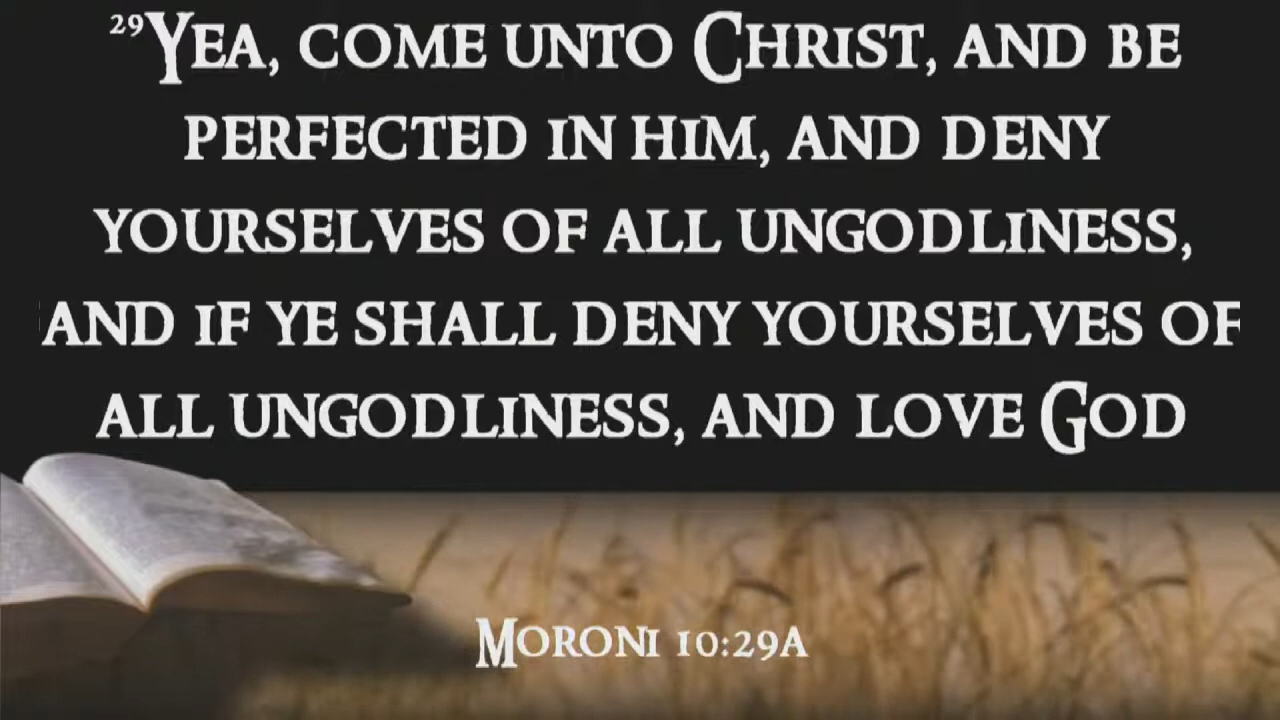 29Yea, come unto Christ, and be
perfected in him, and deny
yourselves of all ungodliness,
and if ye shall deny yourselves of
all ungodliness, and love God
Moroni 10:29a